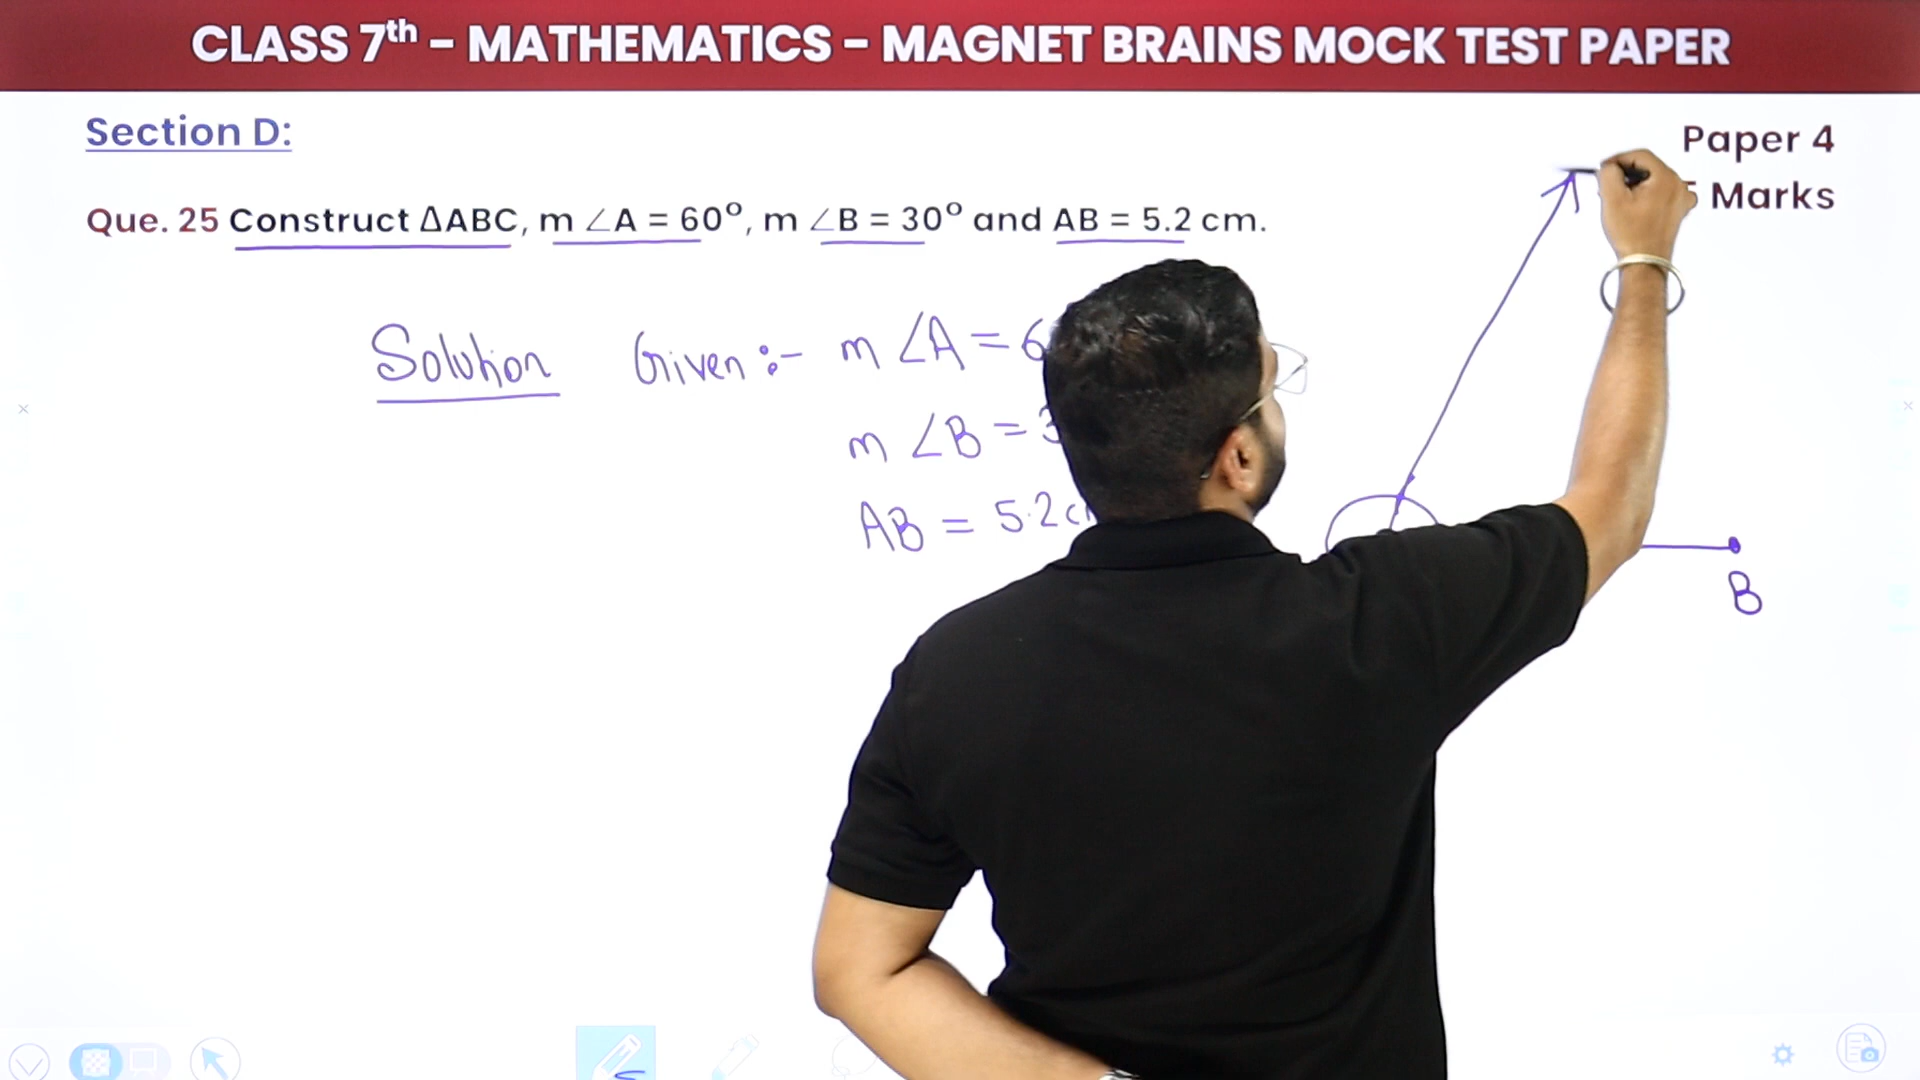 CLASS 7th – MATHEMATICS – MAGNET BRAINS MOCK TEST PAPER
Section D:
Paper 4
Marks
Que. 25 Construct ΔABC, m ∠A = 60°, m ∠B = 30° and AB = 5.2 cm.
Solution Given :- m ∠A = 6
m ∠B = 3
AB = 5.2 c
B